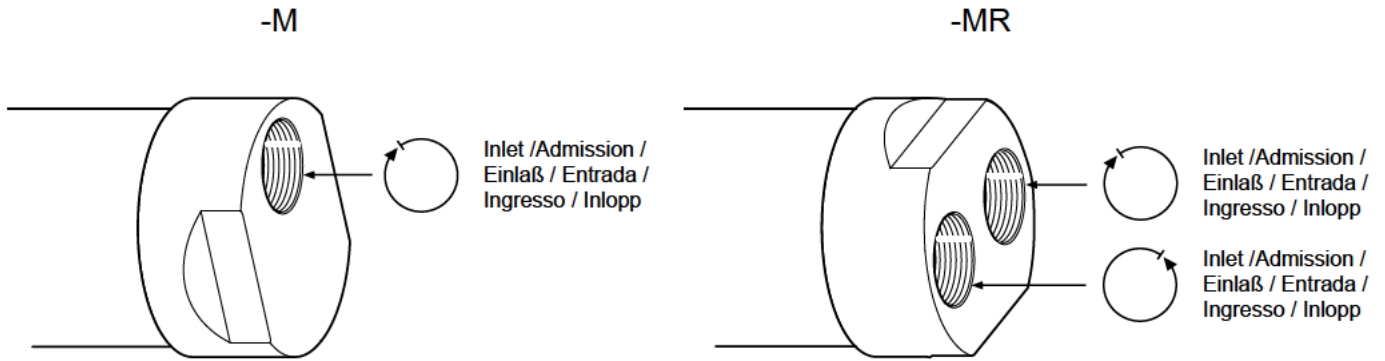 -M
-MR
Inlet /Admission /
Einlaß / Entrada /
Ingresso / Inlopp
Inlet /Admission /
Einlaß / Entrada /
Ingresso / Inlopp
Inlet /Admission /
Einlaß / Entrada /
Ingresso / Inlopp